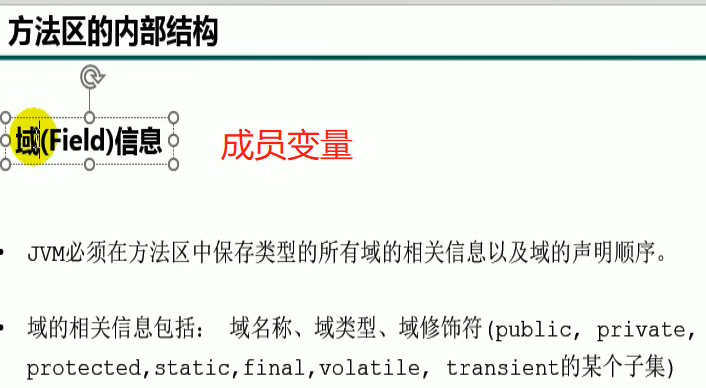 方法区的内部结构
域(Field)信息
成员变量
• JVM必须在方法区中保存类型的所有域的相关信息以及域的声明顺序。
• 域的相关信息包括： 域名称、域类型、域修饰符(public, private,
protected,static,final,volatile, transient的某个子集)